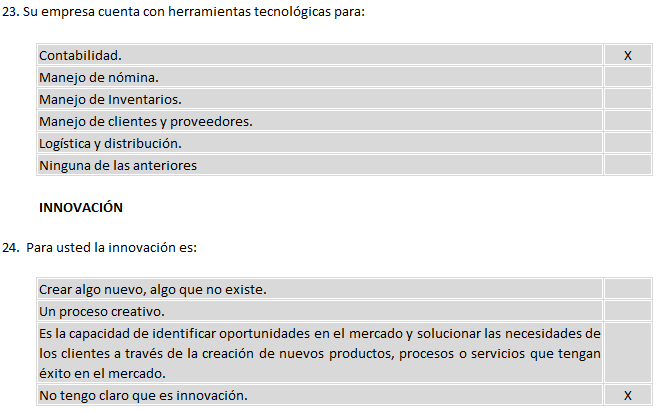 23. Su empresa cuenta con herramientas tecnológicas para:
Contabilidad. X
Manejo de nómina.
Manejo de Inventarios.
Manejo de clientes y proveedores.
Logística y distribución.
Ninguna de las anteriores
INNOVACIÓN
24. Para usted la innovación es:
Crear algo nuevo, algo que no existe.
Un proceso creativo.
Es la capacidad de identificar oportunidades en el mercado y solucionar las necesidades de
los clientes a través de la creación de nuevos productos, procesos o servicios que tengan
éxito en el mercado.
No tengo claro que es innovación. X